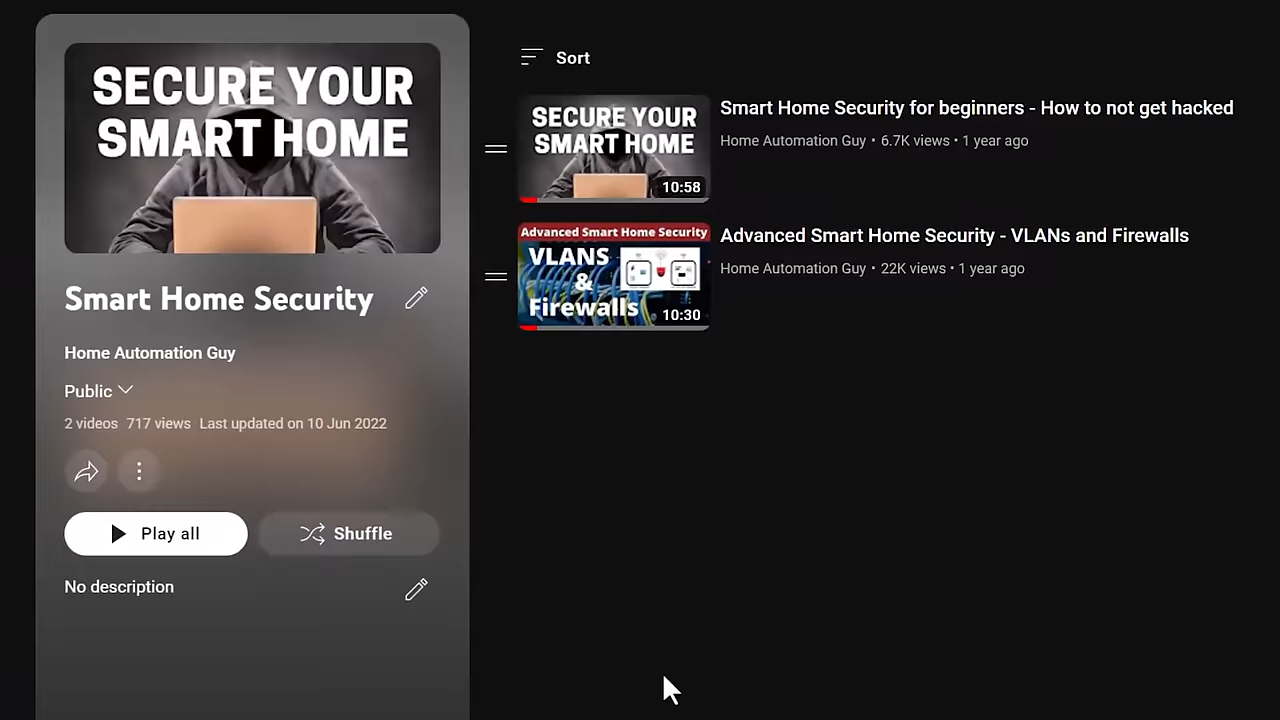 SECURE YOUR
SMART HOME
Smart Home Security
Home Automation Guy
Public
2 videos 717 views Last updated on 10 Jun 2022
Play all
Shuffle
No description
Sort
SECURE YOUR
SMART HOME
10:58
Smart Home Security for beginners - How to not get hacked
Home Automation Guy • 6.7K views • 1 year ago
Advanced Smart Home Security
VLANS
&
Firewalls
10:30
Advanced Smart Home Security - VLANs and Firewalls
Home Automation Guy • 22K views • 1 year ago